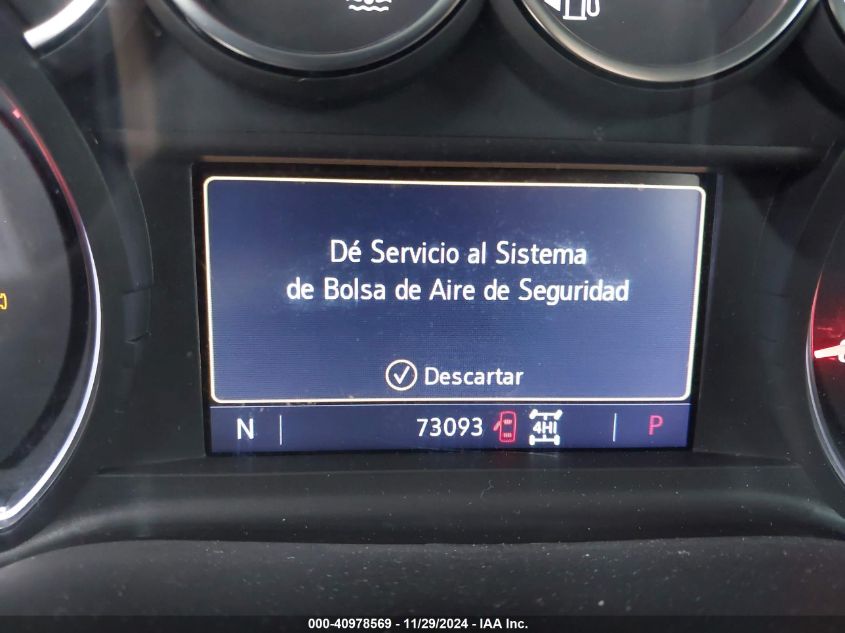 Dé Servicio al Sistema
de Bolsa de Aire de Seguridad
Descartar
N 73093 4HI P
000-40978569 - 11/29/2024 - IAA Inc.